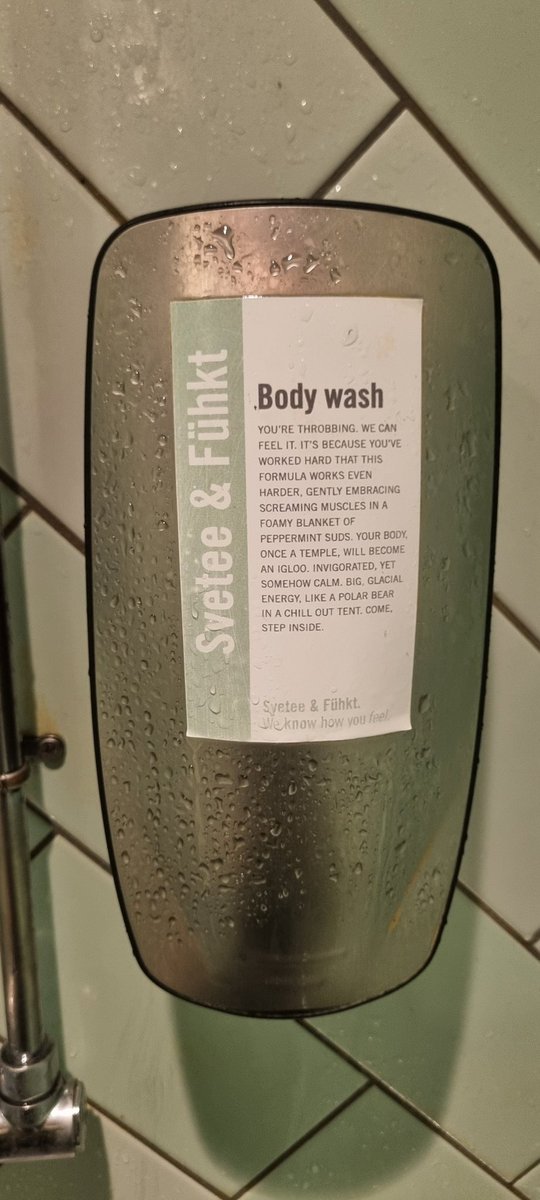 Svetee & Fühkt
Body wash
YOU'RE THROBBING. WE CAN
FEEL IT. IT'S BECAUSE YOU'VE
WORKED HARD THAT THIS
FORMULA WORKS EVEN
HARDER, GENTLY EMBRACING
SCREAMING MUSCLES IN A
FOAMY BLANKET OF
PEPPERMINT SUDS. YOUR BODY,
ONCE A TEMPLE, WILL BECOME
AN IGLOO. INVIGORATED, YET
SOMEHOW CALM. BIG, GLACIAL
ENERGY, LIKE A POLAR BEAR
IN A CHILL OUT TENT. COME,
STEP INSIDE.
Svetee & Fühkt.
We know how you feel.